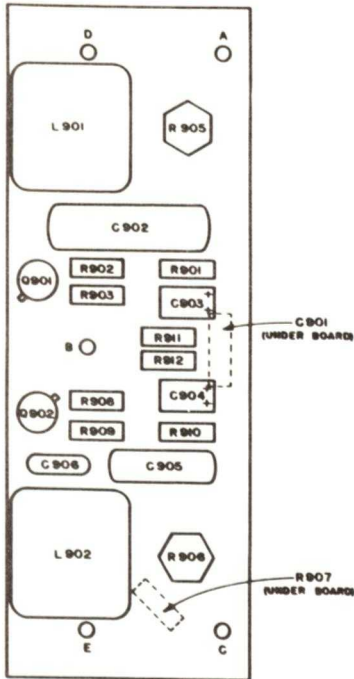 D A
L901
R905
C902
R902 R901
Q901
R903 C903
C901
(UNDER BOARD)
R911
B
R912
C904
R908
Q902
R909 R910
C906 C905
L902
R906
R907
(UNDER BOARD)
E C